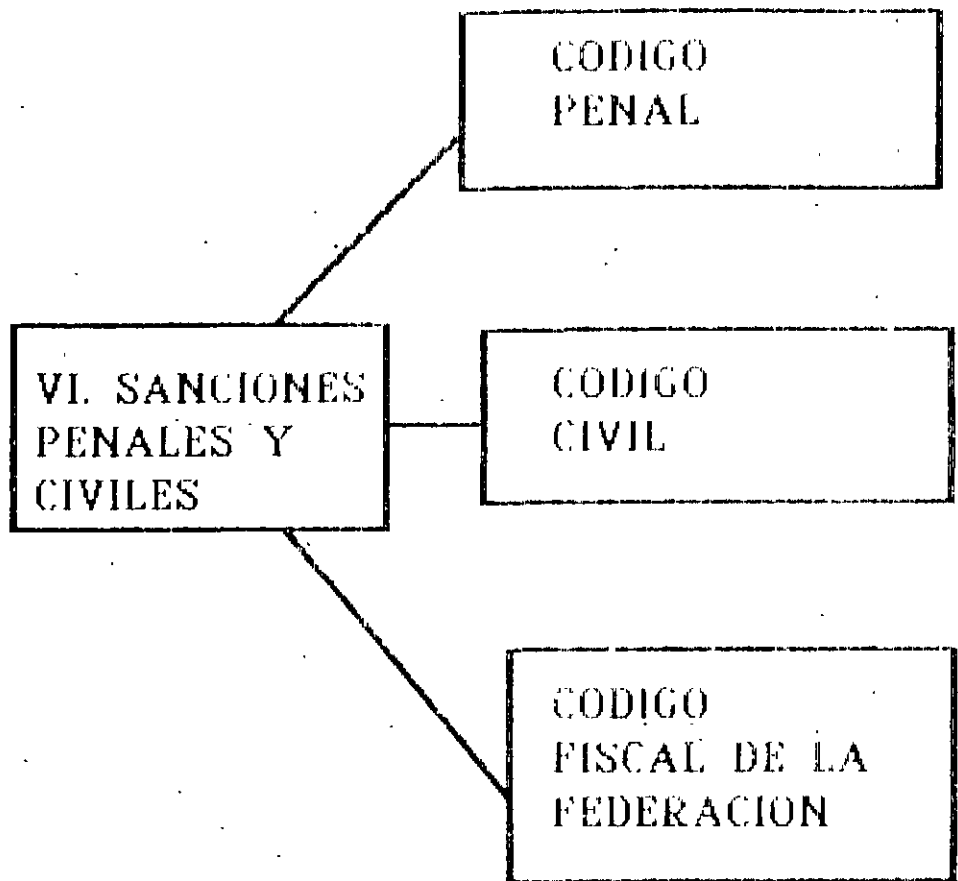 CODIGO
PENAL
VI. SANCIONES
PENALES Y
CIVILES
CODIGO
CIVIL
CODIGO
FISCAL DE LA
FEDERACION